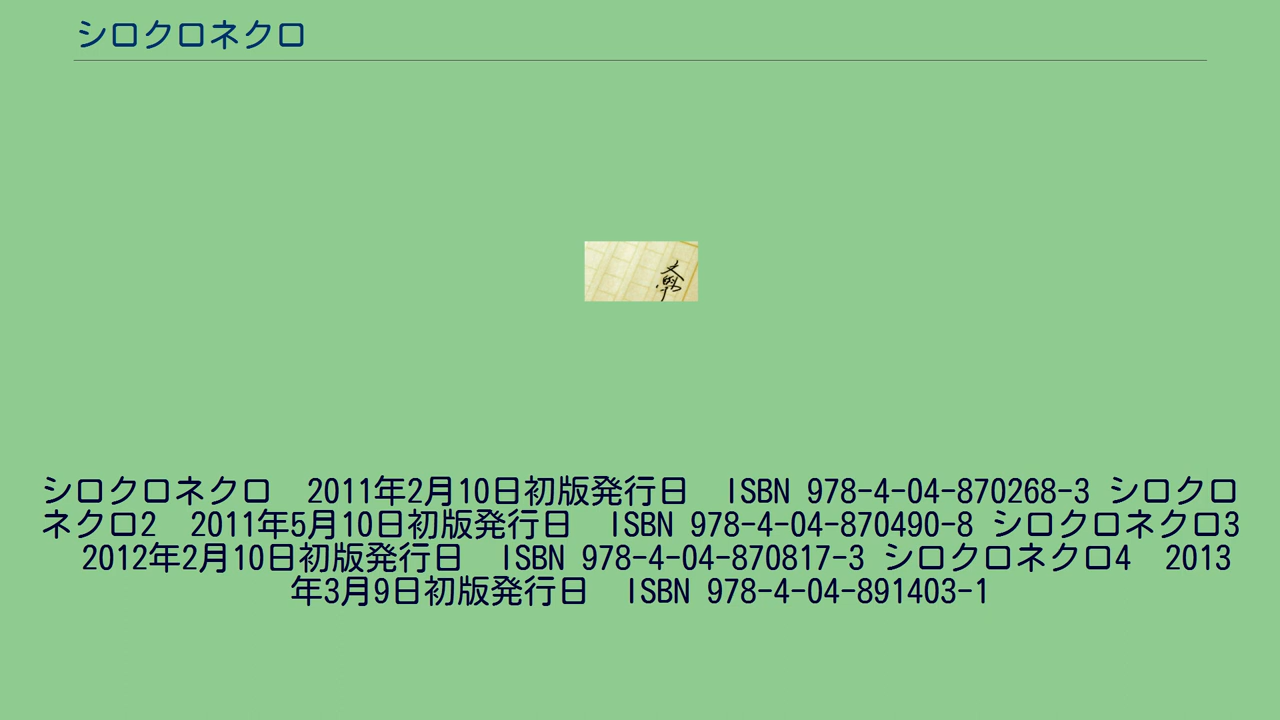 シロクロネクロ
シロクロネクロ　2011年2月10日初版発行日　ISBN 978-4-04-870268-3 シロクロ
ネクロ2　2011年5月10日初版発行日　ISBN 978-4-04-870490-8 シロクロネクロ3
2012年2月10日初版発行日　ISBN 978-4-04-870817-3 シロクロネクロ4　2013
年3月9日初版発行日　ISBN 978-4-04-891403-1